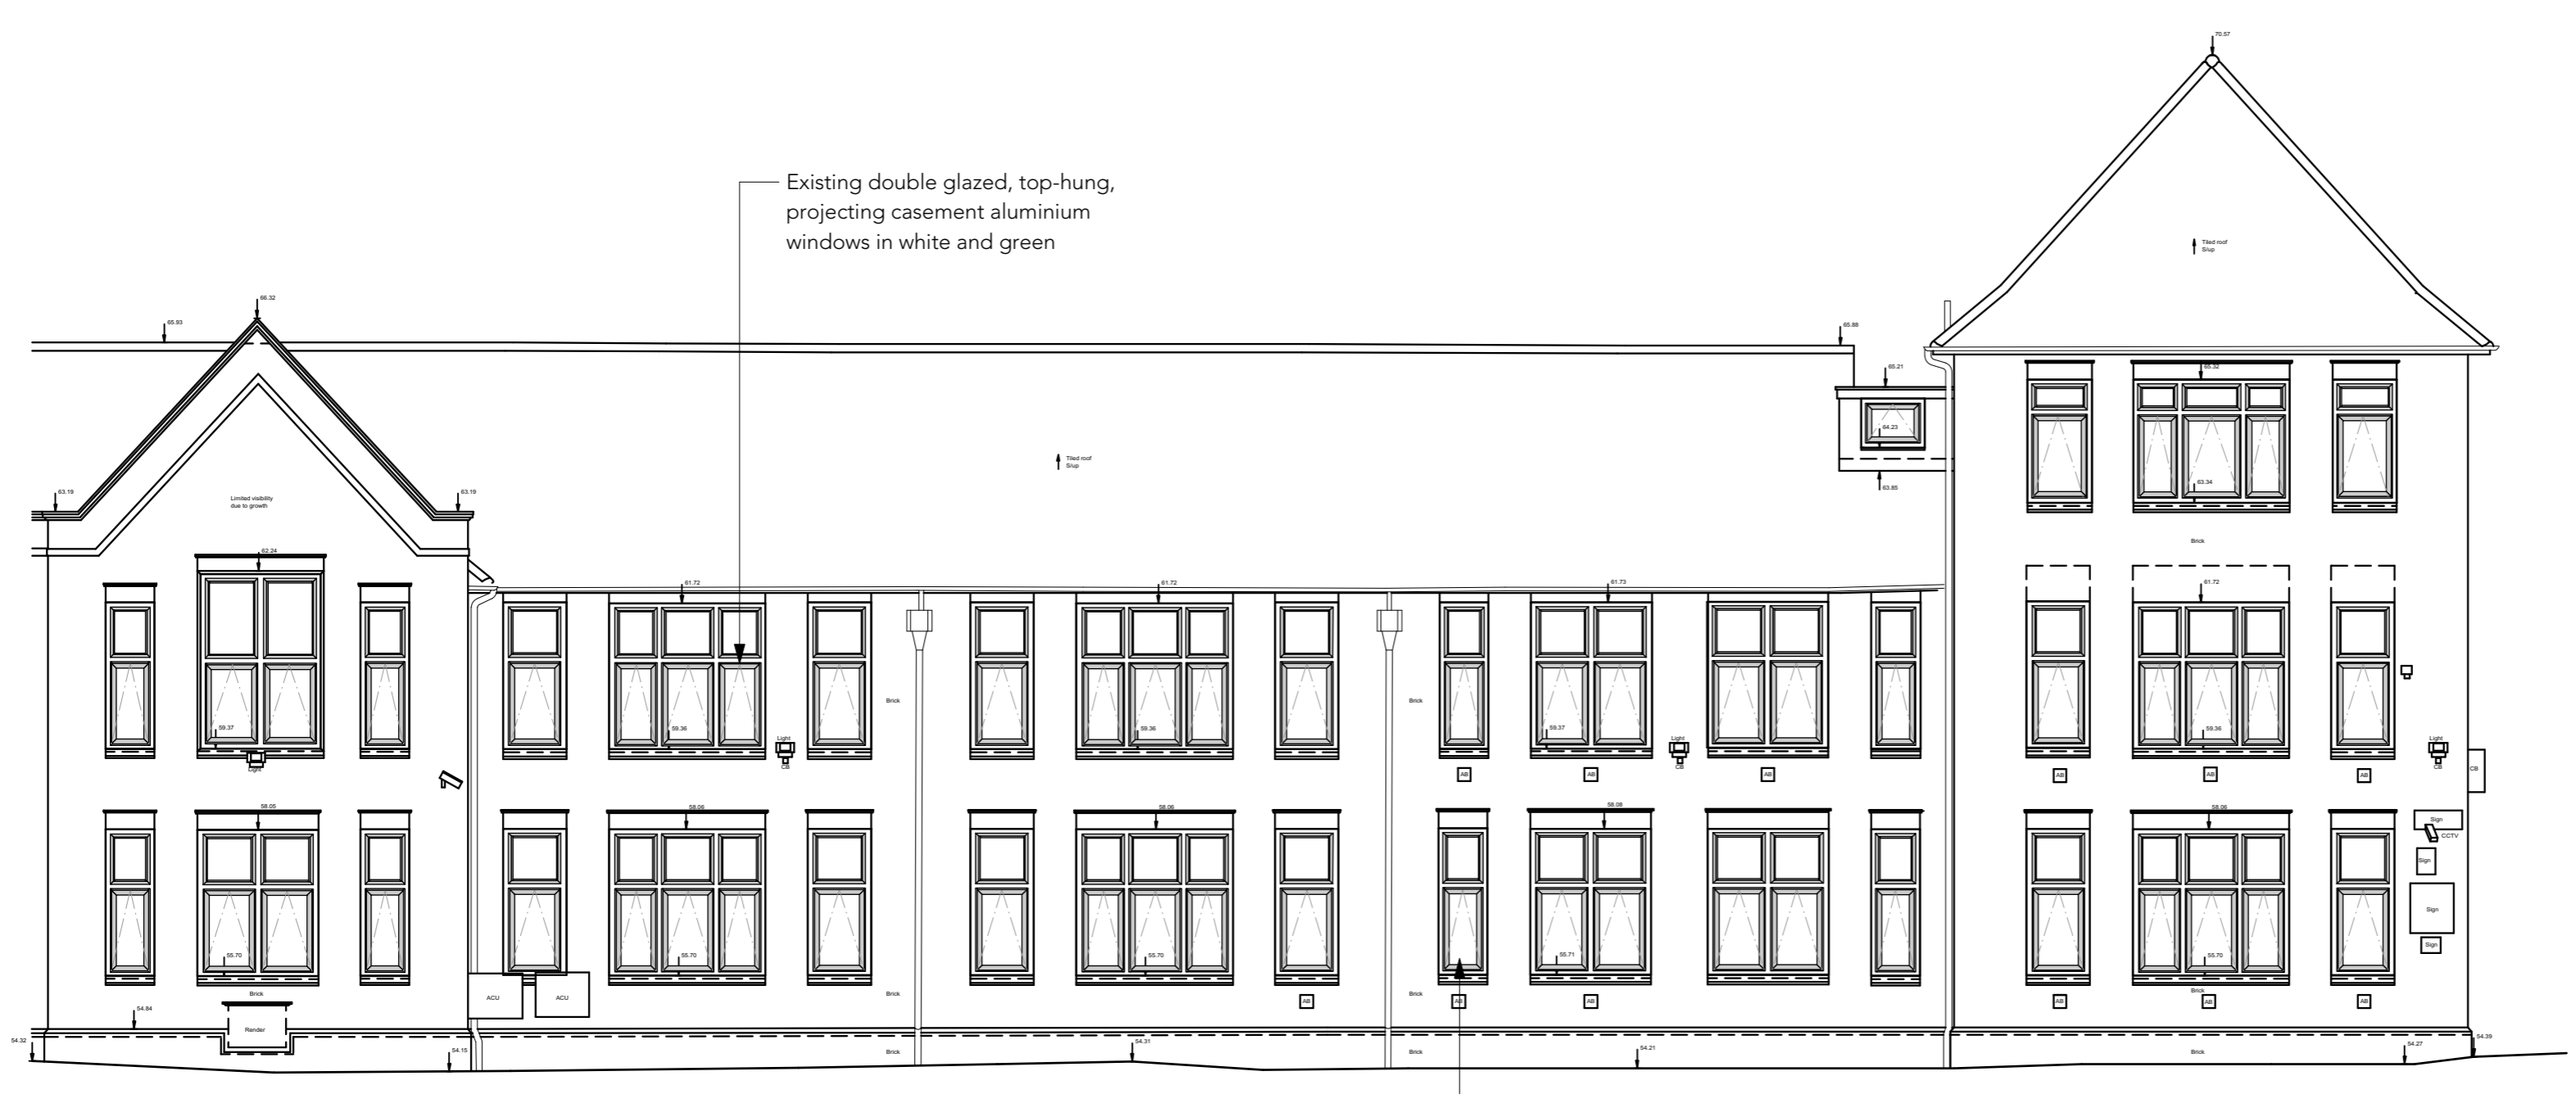 70.57
Existing double glazed, top-hung,
projecting casement aluminium
windows in white and green
Tiled roof
S/up
66.32
65.93
65.88
65.21
65.32
64.23
Tiled roof
S/up
63.34
63.85
63.19
63.19
Limited visibility
due to growth
Brick
62.24
61.72
61.72
61.73
61.72
Brick
Brick
59.37
59.36
59.36
59.37
59.36
Light
Light
Light
Light
CB
CB
CB
CB
AB
AB
AB
AB
AB
AB
58.05
58.06
58.06
58.08
58.06
Sign
CCTV
Sign
Sign
Sign
55.70
55.70
55.70
55.71
55.70
Brick
ACU
ACU
Brick
Brick
Brick
AB
AB
AB
AB
AB
AB
54.84
Render
54.32
54.15
Brick
54.31
Brick
54.21
Brick
54.27
54.39